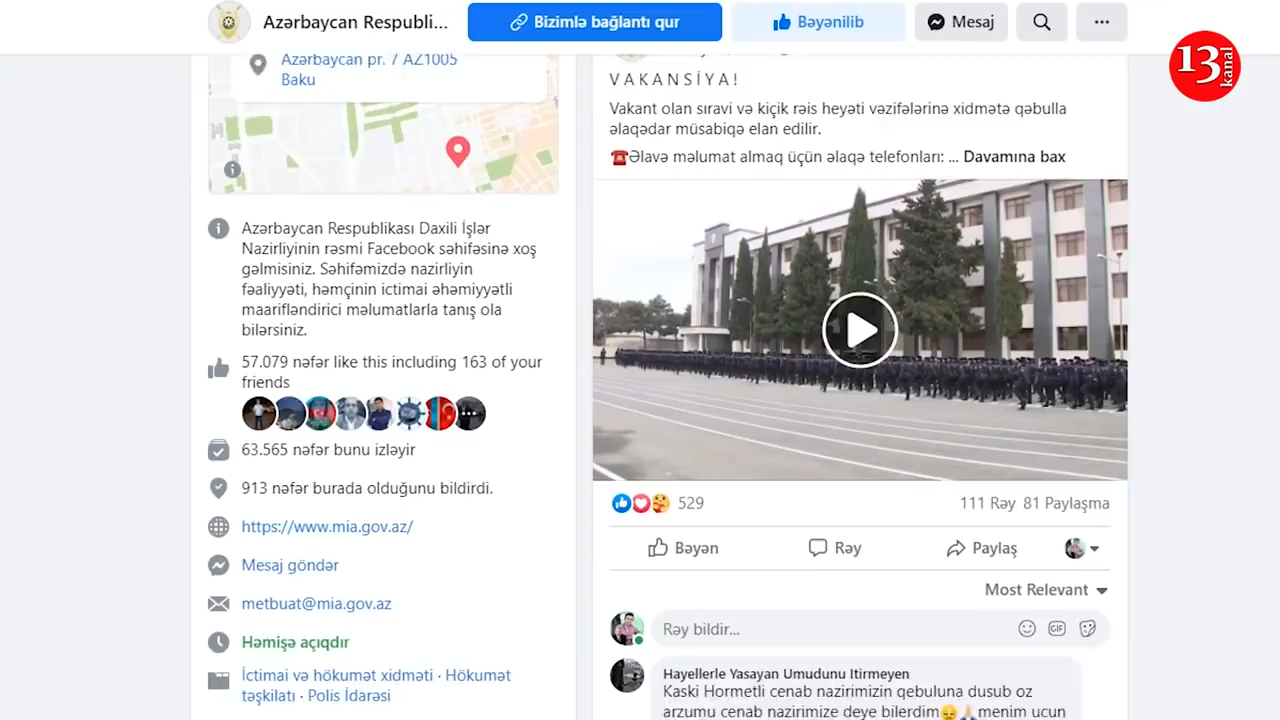 Azərbaycan Respubli...
Bizimlə bağlantı qur
Bəyənilib
Mesaj
13
kanal
Azərbaycan pr. 7 AZ1005
Baku
Azərbaycan Respublikası Daxili İşlər
Nazirliyinin rəsmi Facebook səhifəsinə xoş
gəlmisiniz. Səhifəmizdə nazirliyin
fəaliyyəti, həmçinin ictimai əhəmiyyətli
maarifləndirici məlumatlarla tanış ola
bilərsiniz.
57.079 nəfər like this including 163 of your
friends
63.565 nəfər bunu izləyir
913 nəfər burada olduğunu bildirdi.
https://www.mia.gov.az/
Mesaj göndər
metbuat@mia.gov.az
Həmişə açıqdır
İctimai və hökumət xidməti · Hökumət
təşkilatı · Polis İdarəsi
V A K A N S İ Y A !
Vakant olan sıravi və kiçik rəis heyəti vəzifələrinə xidmətə qəbulla
əlaqədar müsabiqə elan edilir.
☎️Əlavə məlumat almaq üçün əlaqə telefonları: ... Davamına bax
529
111 Rəy 81 Paylaşma
Bəyən
Rəy
Paylaş
Most Relevant
Rəy bildir...
GIF
Hayellerle Yasayan Umudunu Itirmeyen
Kaski Hormetli cenab nazirimizin qebuluna dusub oz
arzumu cenab nazirimize deye bilerdim😔🙏menim ucun